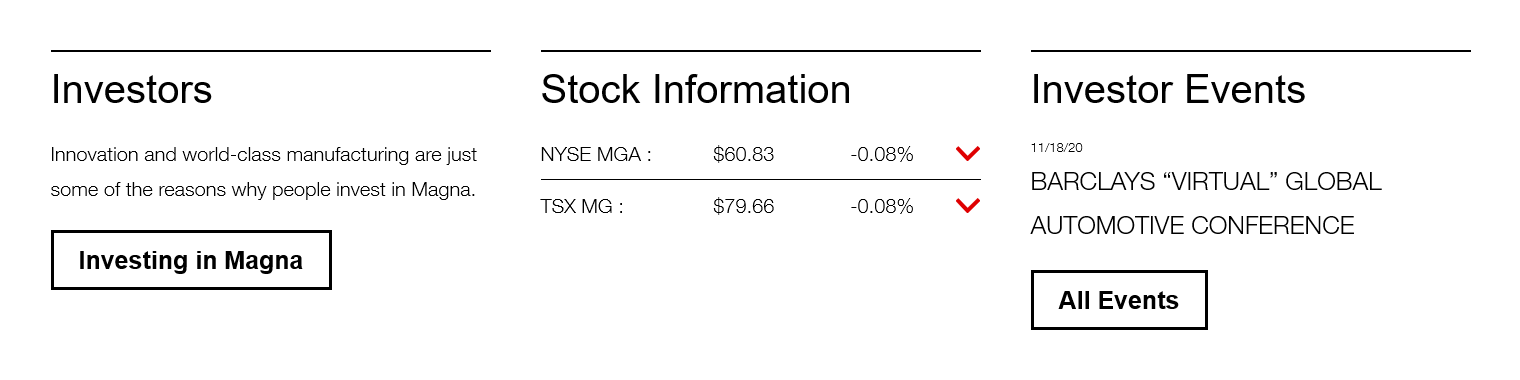 Investors
Innovation and world-class manufacturing are just
some of the reasons why people invest in Magna.
Investing in Magna
Stock Information
NYSE MGA : $60.83 -0.08%
TSX MG : $79.66 -0.08%
Investor Events
11/18/20
BARCLAYS “VIRTUAL” GLOBAL
AUTOMOTIVE CONFERENCE
All Events